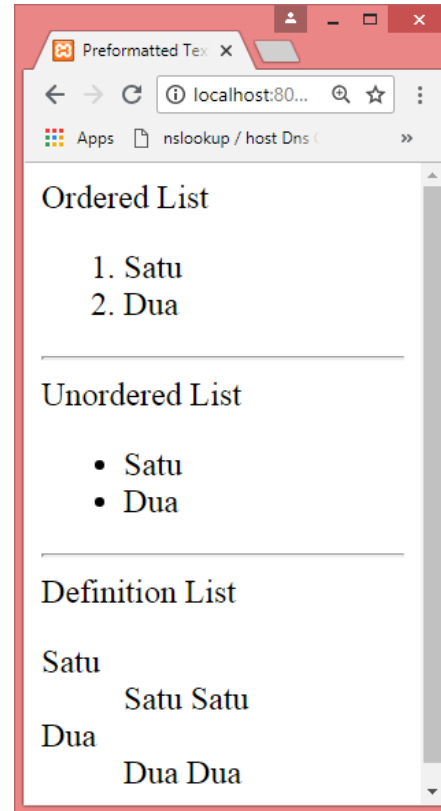 Preformatted Tex
localhost:80...
Apps nslookup / host Dns »
Ordered List
1. Satu
2. Dua
Unordered List
• Satu
• Dua
Definition List
Satu
Satu Satu
Dua
Dua Dua